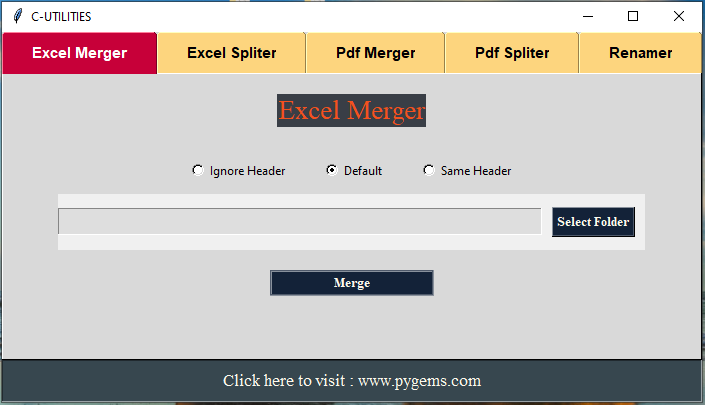 C-UTILITIES
Excel Merger Excel Spliter Pdf Merger Pdf Spliter Renamer
Excel Merger
Ignore Header Default Same Header
Select Folder
Merge
Click here to visit : www.pygems.com